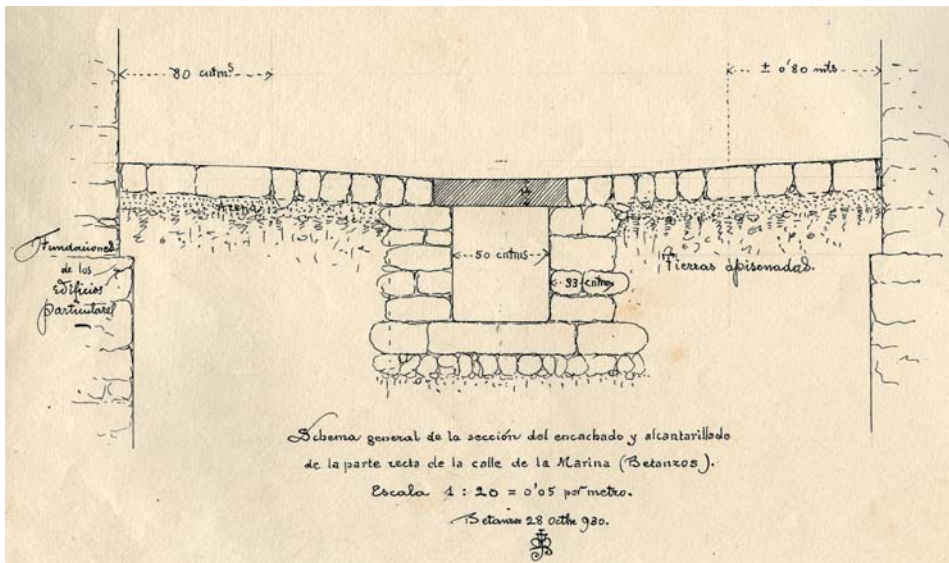 80 cntms
± 0'80 mts
Arena
Fundaciones
de los
Edificios
particulares
50 cntms
33 cntms
Tierras apisonadas.
Schema general de la sección del encachado y alcantarillado
de la parte recta de la calle de la Marina (Betanzos).
Escala 1 : 20 = 0'05 por metro.
Betanzos 28 Octbre 930.